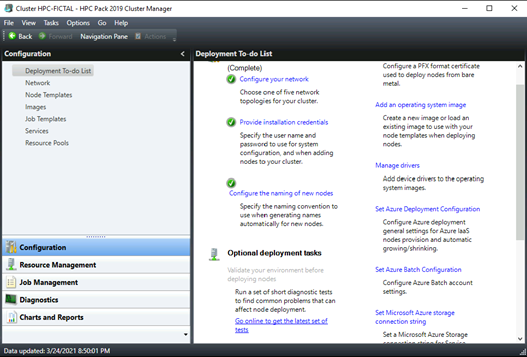 Cluster HPC-FICTAL - HPC Pack 2019 Cluster Manager
File View Tasks Options Go Help
Back Forward Navigation Pane Actions
Configuration
Deployment To-do List
Network
Node Templates
Images
Job Templates
Services
Resource Pools
Configuration
Resource Management
Job Management
Diagnostics
Charts and Reports
Deployment To-do List
(Complete)
Configure your network
Choose one of five network
topologies for your cluster.
Provide installation credentials
Specify the user name and
password to use for system
configuration, and when adding
nodes to your cluster.
Configure the naming of new nodes
Specify the naming convention to
use when generating names
automatically for new nodes.
Optional deployment tasks
Validate your environment before
deploying nodes
Run a set of short diagnostic tests
to find common problems that can
affect node deployment.
Go online to get the latest set of
tests
Configure a PFX format certificate
used to deploy nodes from bare
metal.
Add an operating system image
Create a new image or load an
existing image to use with your
node templates when deploying
nodes.
Manage drivers
Add device drivers to the operating
system images.
Set Azure Deployment Configuration
Configure Azure deployment
general settings for Azure IaaS
nodes provision and automatic
growing/shrinking.
Set Azure Batch Configuration
Configure Azure Batch account
settings.
Set Microsoft Azure storage
connection string
Set a Microsoft Azure Storage
connection string for Service
Data updated: 3/24/2021 8:50:01 PM